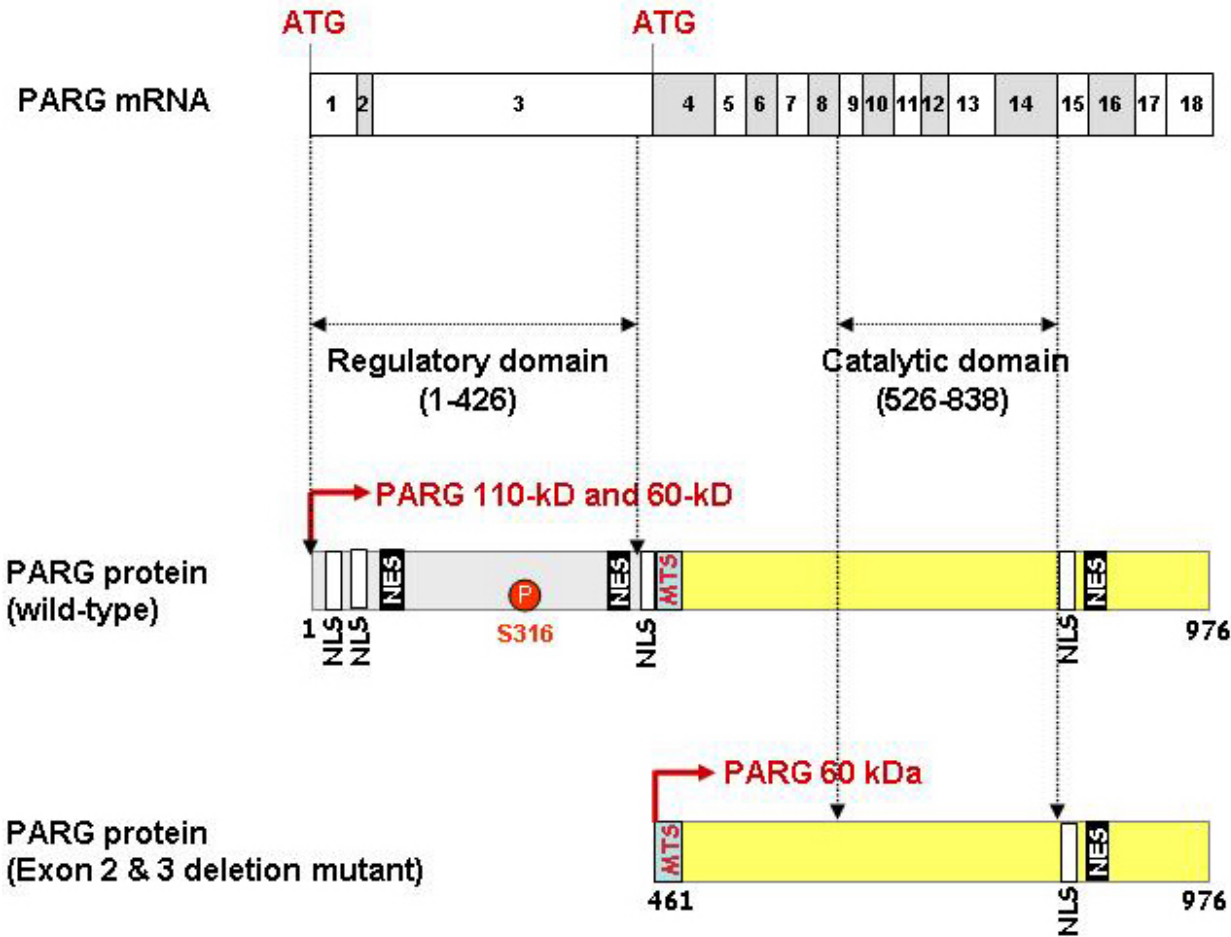 ATG ATG
PARG mRNA 1 2 3 4 5 6 7 8 9 10 11 12 13 14 15 16 17 18
Regulatory domain
(1-426)
Catalytic domain
(526-838)
PARG 110-kD and 60-kD
PARG protein
(wild-type)
NES P NES MTS NES
S316
1 NLS NLS NLS NLS 976
PARG 60 kDa
PARG protein
(Exon 2 & 3 deletion mutant)
MTS NES
461 NLS 976